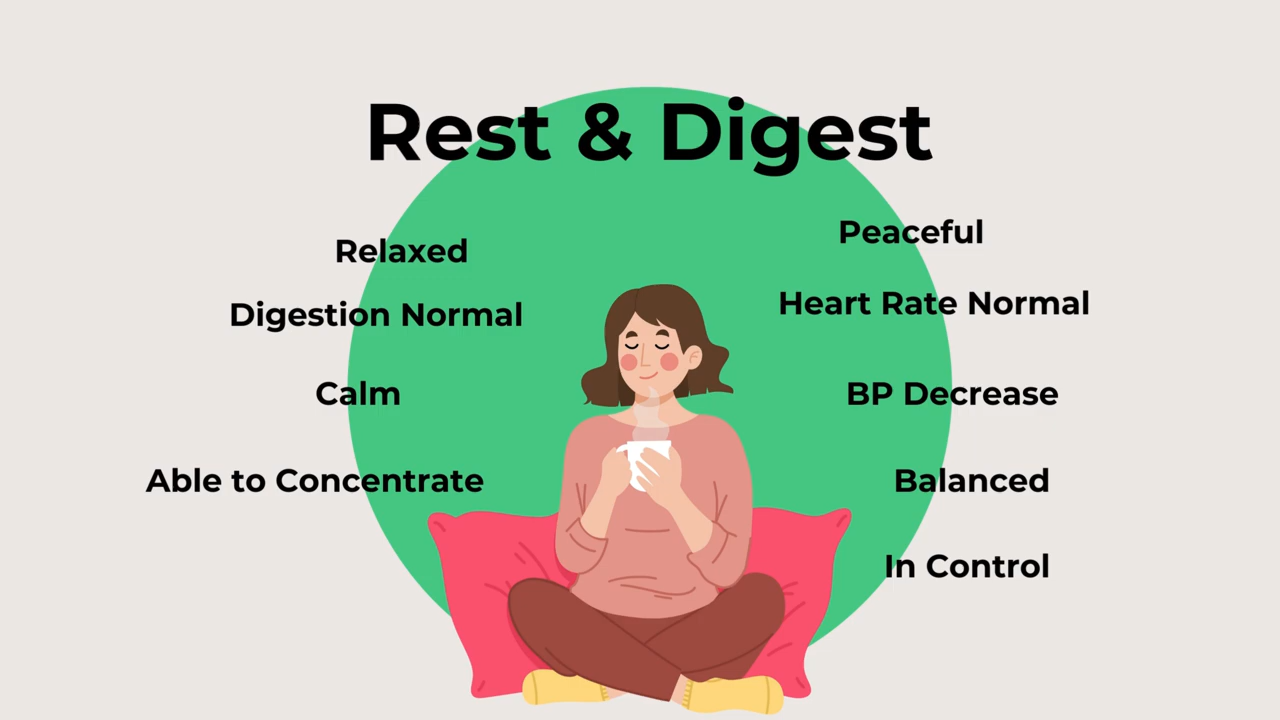 Rest & Digest
Relaxed
Digestion Normal
Calm
Able to Concentrate
Peaceful
Heart Rate Normal
BP Decrease
Balanced
In Control